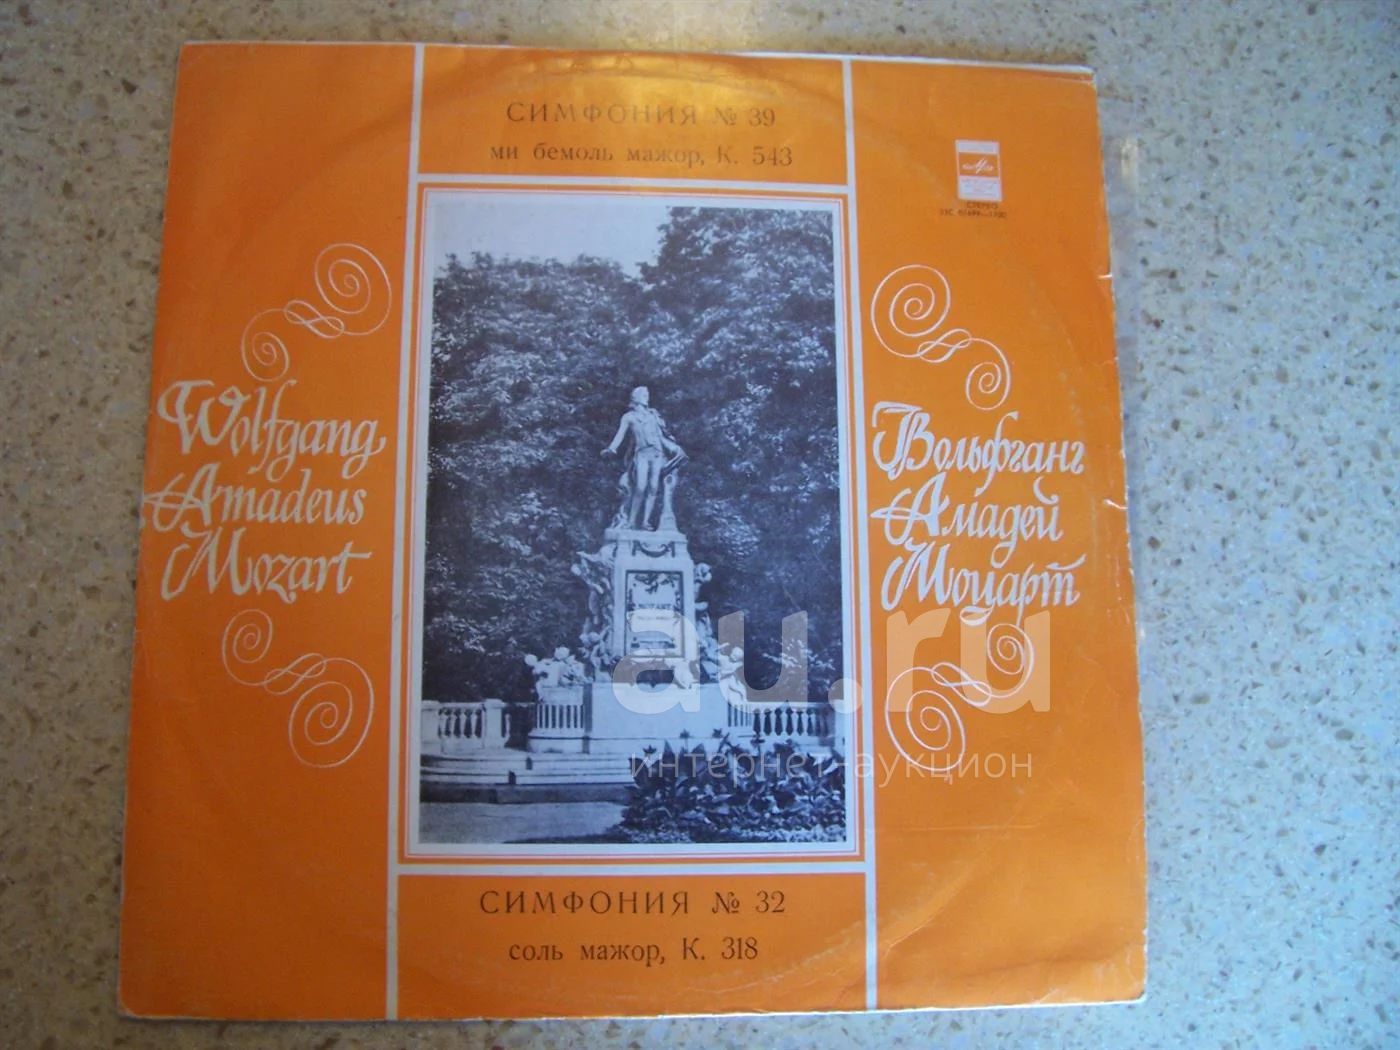 СИМФОНИЯ № 39
ми бемоль мажор, К. 543
СТЕРЕО
Wolfgang
Amadeus
Mozart
Вольфганг
Амадей
Моцарт
MOZART
au.ru
интернет-аукцион
СИМФОНИЯ № 32
соль мажор, К. 318